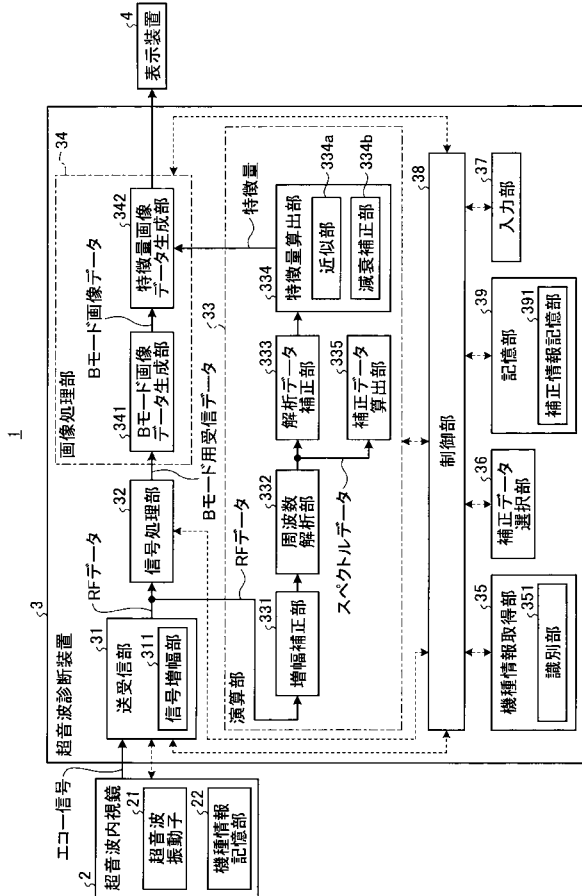 1
超音波診断装置
3
エコー信号
2
超音波内視鏡
21
超音波
振動子
22
機種情報
記憶部
31
送受信部
311
信号増幅部
RFデータ
32
信号処理部
Bモード用受信データ
画像処理部
34
341
Bモード画像
データ生成部
Bモード画像データ
342
特徴量画像
データ生成部
4
表示装置
演算部
33
RFデータ
331
増幅補正部
332
周波数
解析部
スペクトルデータ
333
解析データ
補正部
335
補正データ
算出部
特徴量
334
特徴量算出部
334a
近似部
334b
減衰補正部
38
制御部
35
機種情報取得部
351
識別部
36
補正データ
選択部
39
記憶部
391
補正情報記憶部
37
入力部